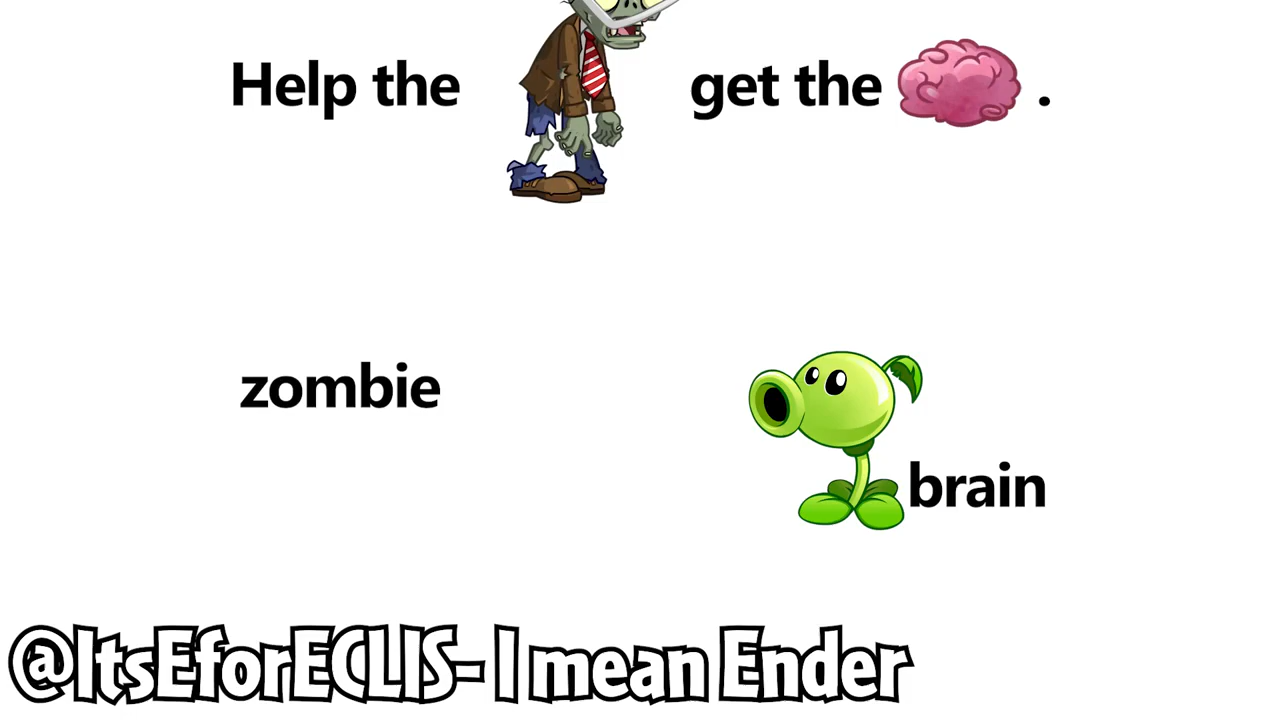 Help the get the .
zombie
brain
@ItsEforECLIS- I mean Ender